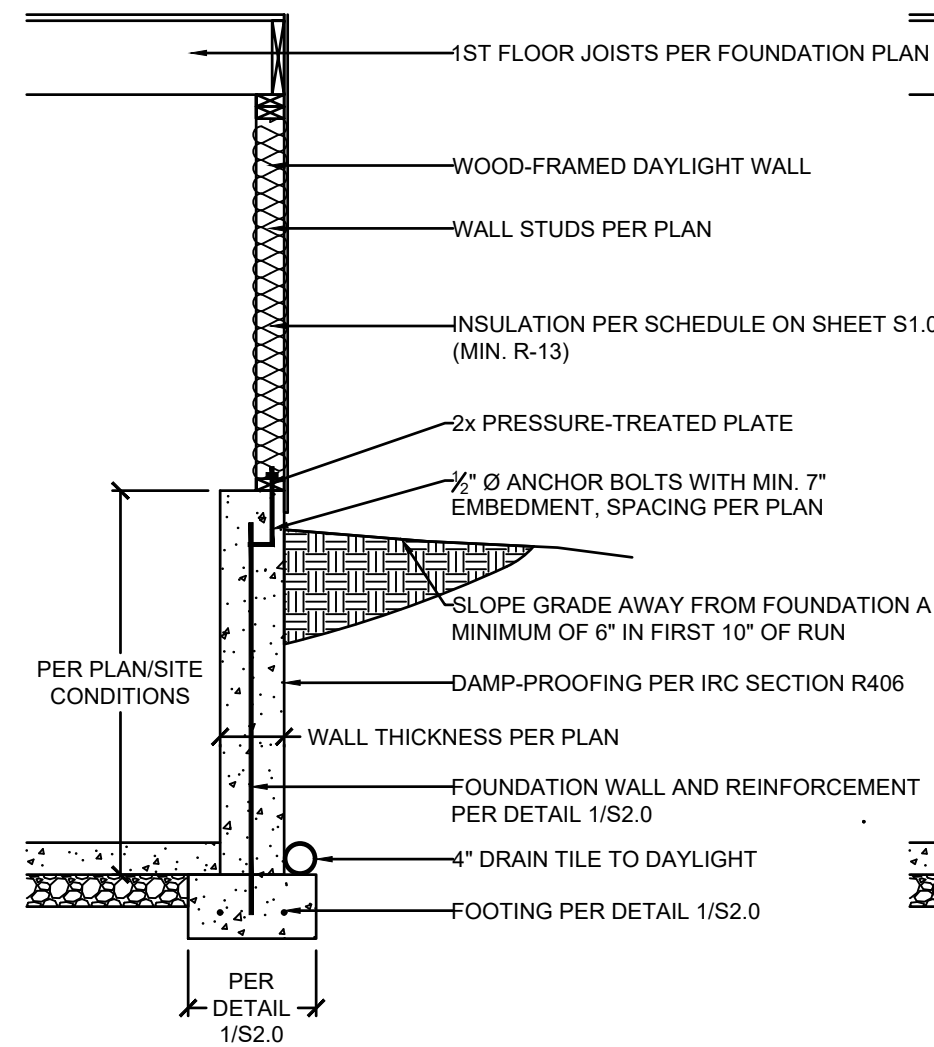 1ST FLOOR JOISTS PER FOUNDATION PLAN
WOOD-FRAMED DAYLIGHT WALL
WALL STUDS PER PLAN
INSULATION PER SCHEDULE ON SHEET S1.0
(MIN. R-13)
2x PRESSURE-TREATED PLATE
½" Ø ANCHOR BOLTS WITH MIN. 7"
EMBEDMENT, SPACING PER PLAN
SLOPE GRADE AWAY FROM FOUNDATION A
MINIMUM OF 6" IN FIRST 10" OF RUN
PER PLAN/SITE
CONDITIONS
DAMP-PROOFING PER IRC SECTION R406
WALL THICKNESS PER PLAN
FOUNDATION WALL AND REINFORCEMENT
PER DETAIL 1/S2.0
4" DRAIN TILE TO DAYLIGHT
FOOTING PER DETAIL 1/S2.0
PER
DETAIL
1/S2.0